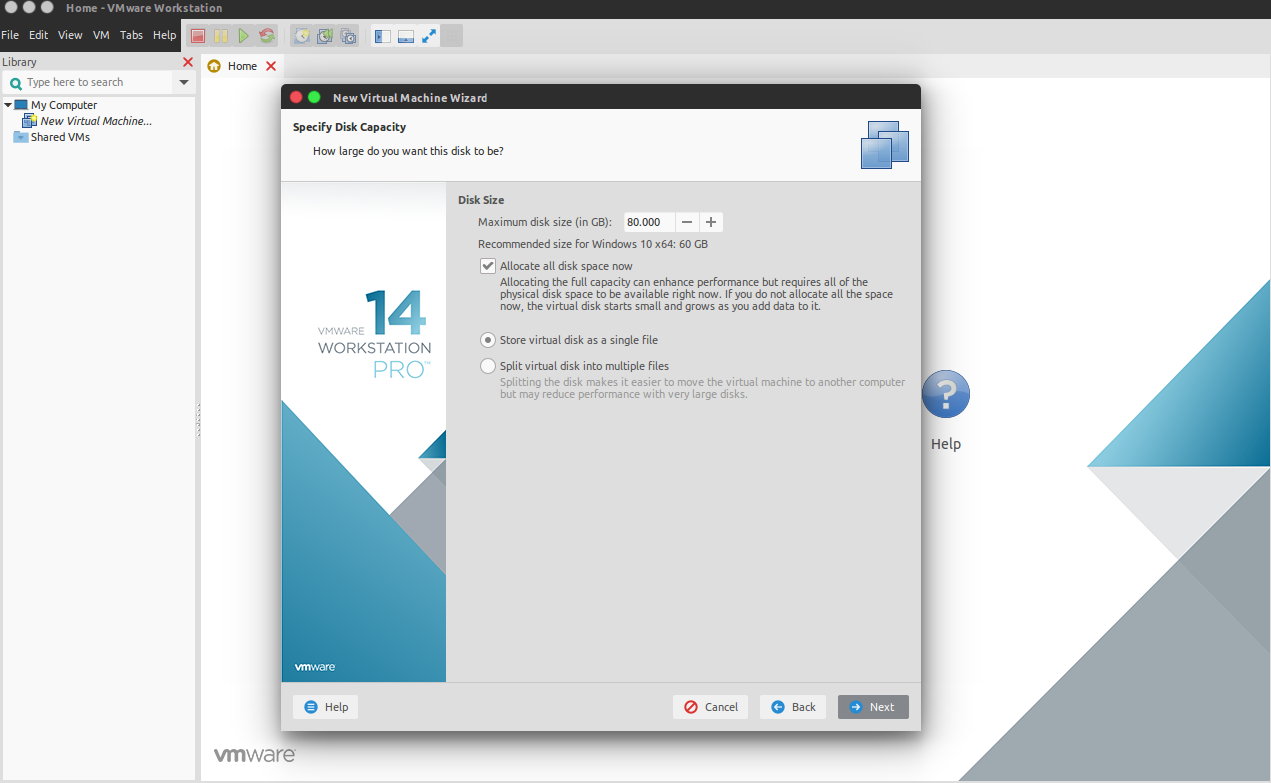 Home - VMware Workstation
File Edit View VM Tabs Help
Library
Type here to search
My Computer
New Virtual Machine...
Shared VMs
Home
New Virtual Machine Wizard
Specify Disk Capacity
How large do you want this disk to be?
14
VMWARE
WORKSTATION
PRO™
vmware
Disk Size
Maximum disk size (in GB): 80.000
Recommended size for Windows 10 x64: 60 GB
Allocate all disk space now
Allocating the full capacity can enhance performance but requires all of the
physical disk space to be available right now. If you do not allocate all the space
now, the virtual disk starts small and grows as you add data to it.
Store virtual disk as a single file
Split virtual disk into multiple files
Splitting the disk makes it easier to move the virtual machine to another computer
but may reduce performance with very large disks.
Help Cancel Back Next
? 
Help
vmware